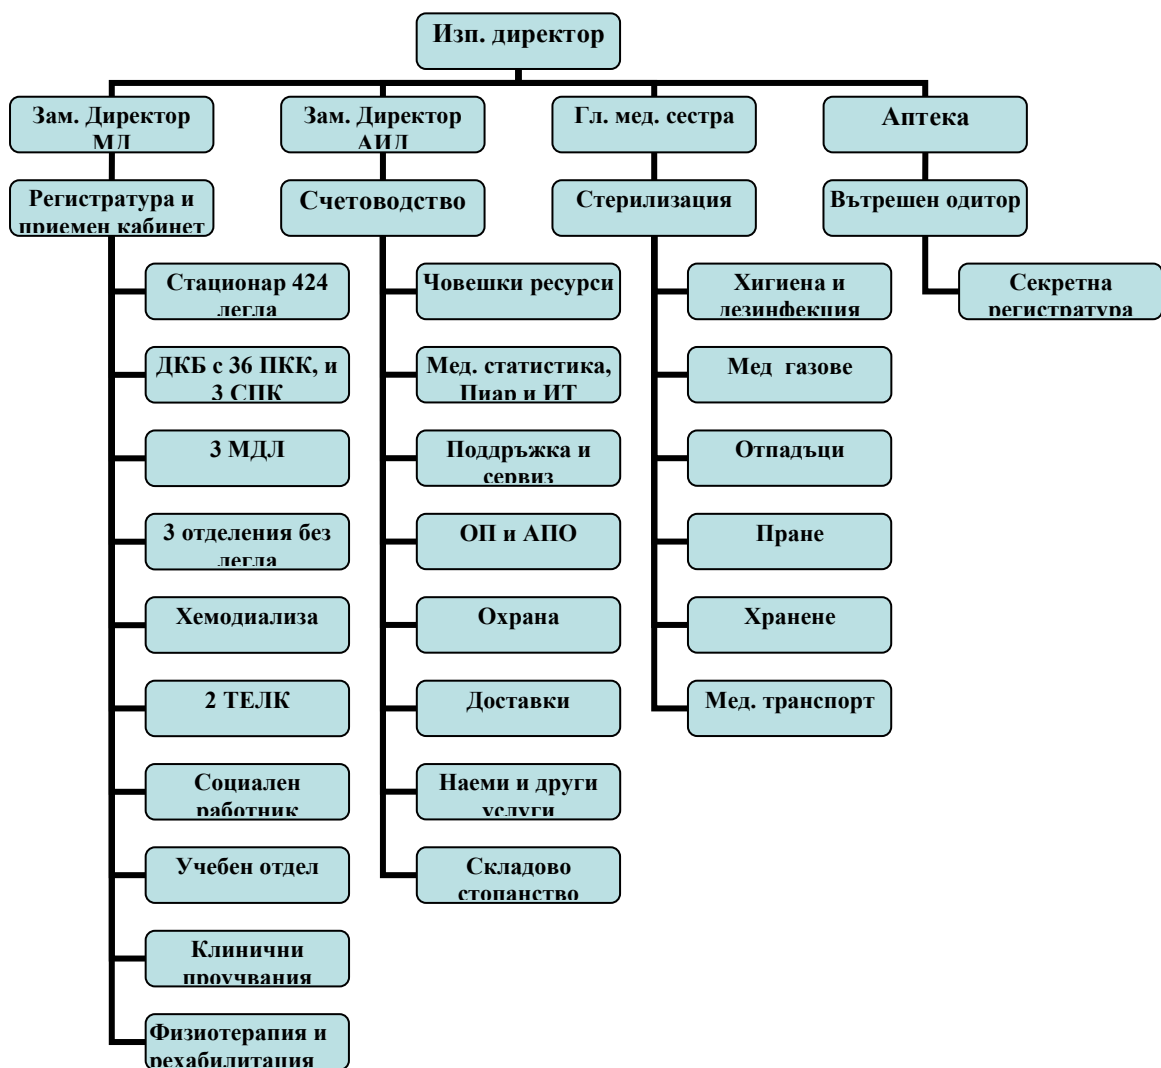 Изп. директор
Зам. Директор
МД
Зам. Директор
АИД
Гл. мед. сестра
Аптека
Регистратура и
приемен кабинет
Счетоводство
Стерилизация
Вътрешен одитор
Стационар 424
легла
Човешки ресурси
Хигиена и
дезинфекция
Секретна
регистратура
ДКБ с 36 ПКК, и
3 СПК
Мед. статистика,
Пиар и ИТ
Мед газове
3 МДЛ
Поддръжка и
сервиз
Отпадъци
3 отделения без
легла
ОП и АПО
Пране
Хемодиализа
Охрана
Хранене
2 ТЕЛК
Доставки
Мед. транспорт
Социален
работник
Наеми и други
услуги
Учебен отдел
Складово
стопанство
Клинични
проучвания
Физиотерапия и
рехабилитация